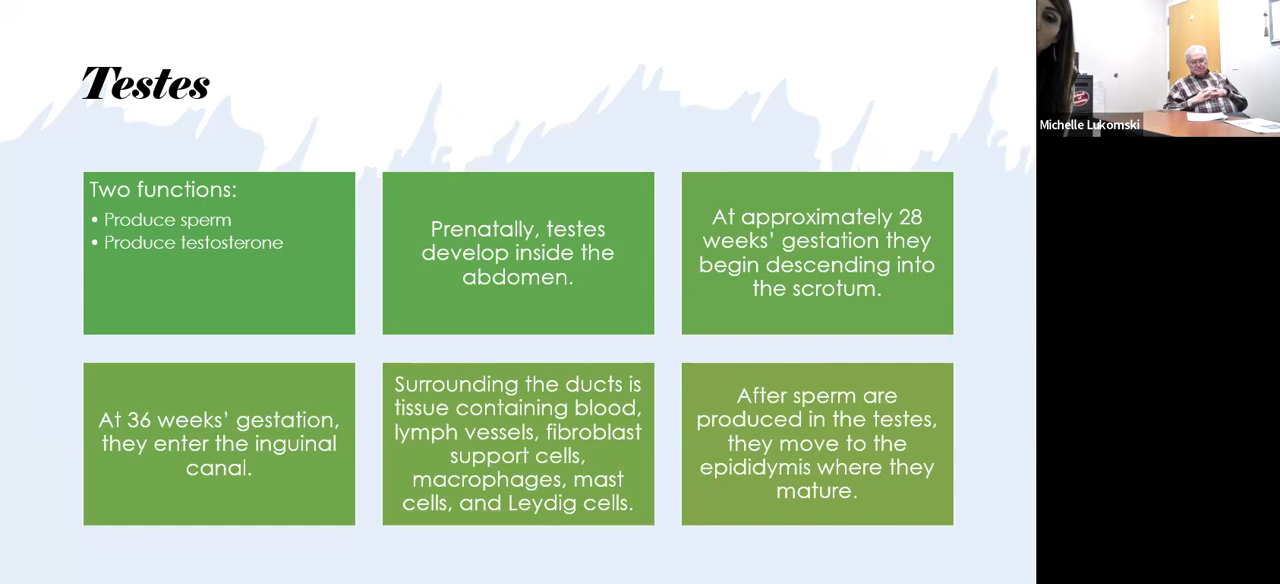 Testes
Two functions:
• Produce sperm
• Produce testosterone
Prenatally, testes
develop inside the
abdomen.
At approximately 28
weeks’ gestation they
begin descending into
the scrotum.
At 36 weeks’ gestation,
they enter the inguinal
canal.
Surrounding the ducts is
tissue containing blood,
lymph vessels, fibroblast
support cells,
macrophages, mast
cells, and Leydig cells.
After sperm are
produced in the testes,
they move to the
epididymis where they
mature.
Michelle Lukomski